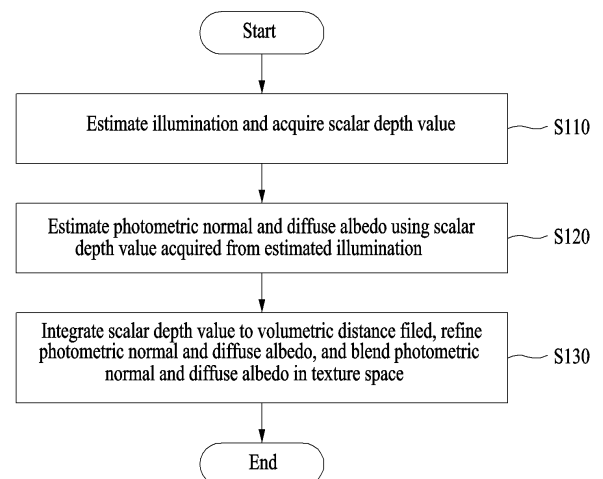 Start
Estimate illumination and acquire scalar depth value
S110
Estimate photometric normal and diffuse albedo using scalar
depth value acquired from estimated illumination
S120
Integrate scalar depth value to volumetric distance filed, refine
photometric normal and diffuse albedo, and blend photometric
normal and diffuse albedo in texture space
S130
End